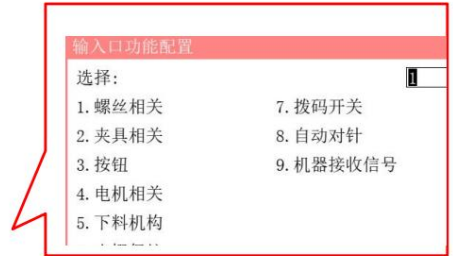 输入口功能配置
选择: 1
1.螺丝相关 7.拨码开关
2.夹具相关 8.自动对针
3.按钮 9.机器接收信号
4.电机相关
5.下料机构